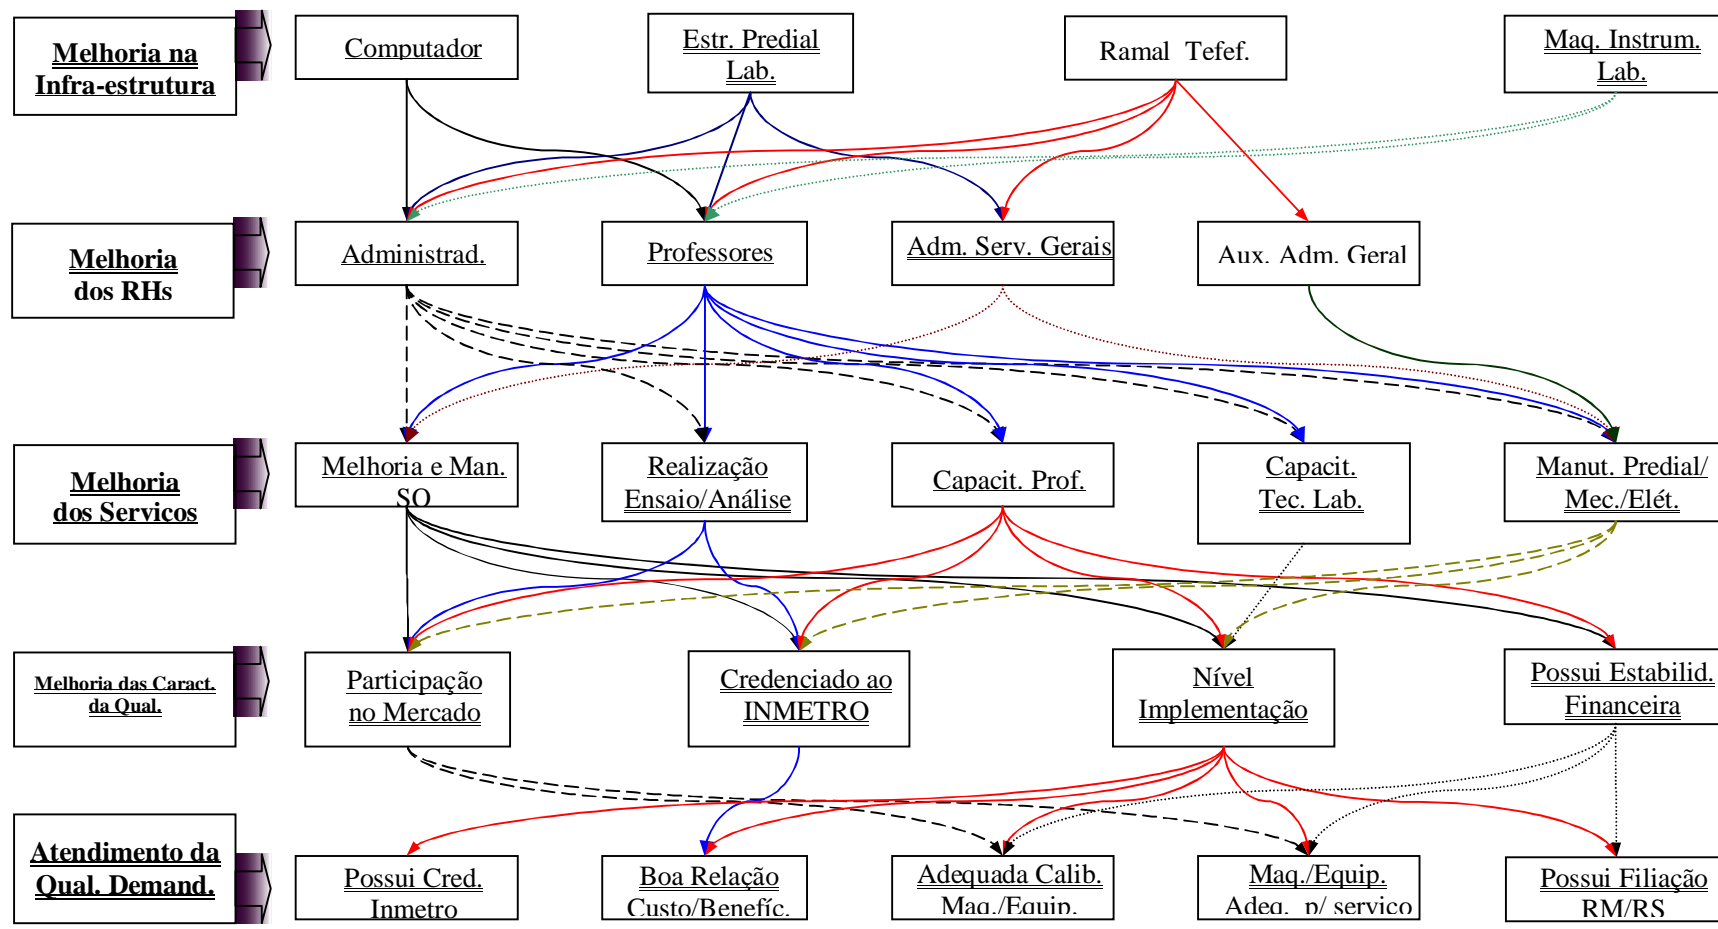 Melhoria na
Infra-estrutura
Computador
Estr. Predial
Lab.
Ramal Tefef.
Maq. Instrum.
Lab.
Melhoria
dos RHs
Administrad.
Professores
Adm. Serv. Gerais
Aux. Adm. Geral
Melhoria
dos Servicos
Melhoria e Man.
SQ
Realização
Ensaio/Análise
Capacit. Prof.
Capacit.
Tec. Lab.
Manut. Predial/
Mec./Elét.
Melhoria das Caract.
da Qual.
Participação
no Mercado
Credenciado ao
INMETRO
Nível
Implementação
Possui Estabilid.
Financeira
Atendimento da
Qual. Demand.
Possui Cred.
Inmetro
Boa Relação
Custo/Benefíc.
Adequada Calib.
Maq./Equip.
Maq./Equip.
Adeq. p/ serviço
Possui Filiação
RM/RS